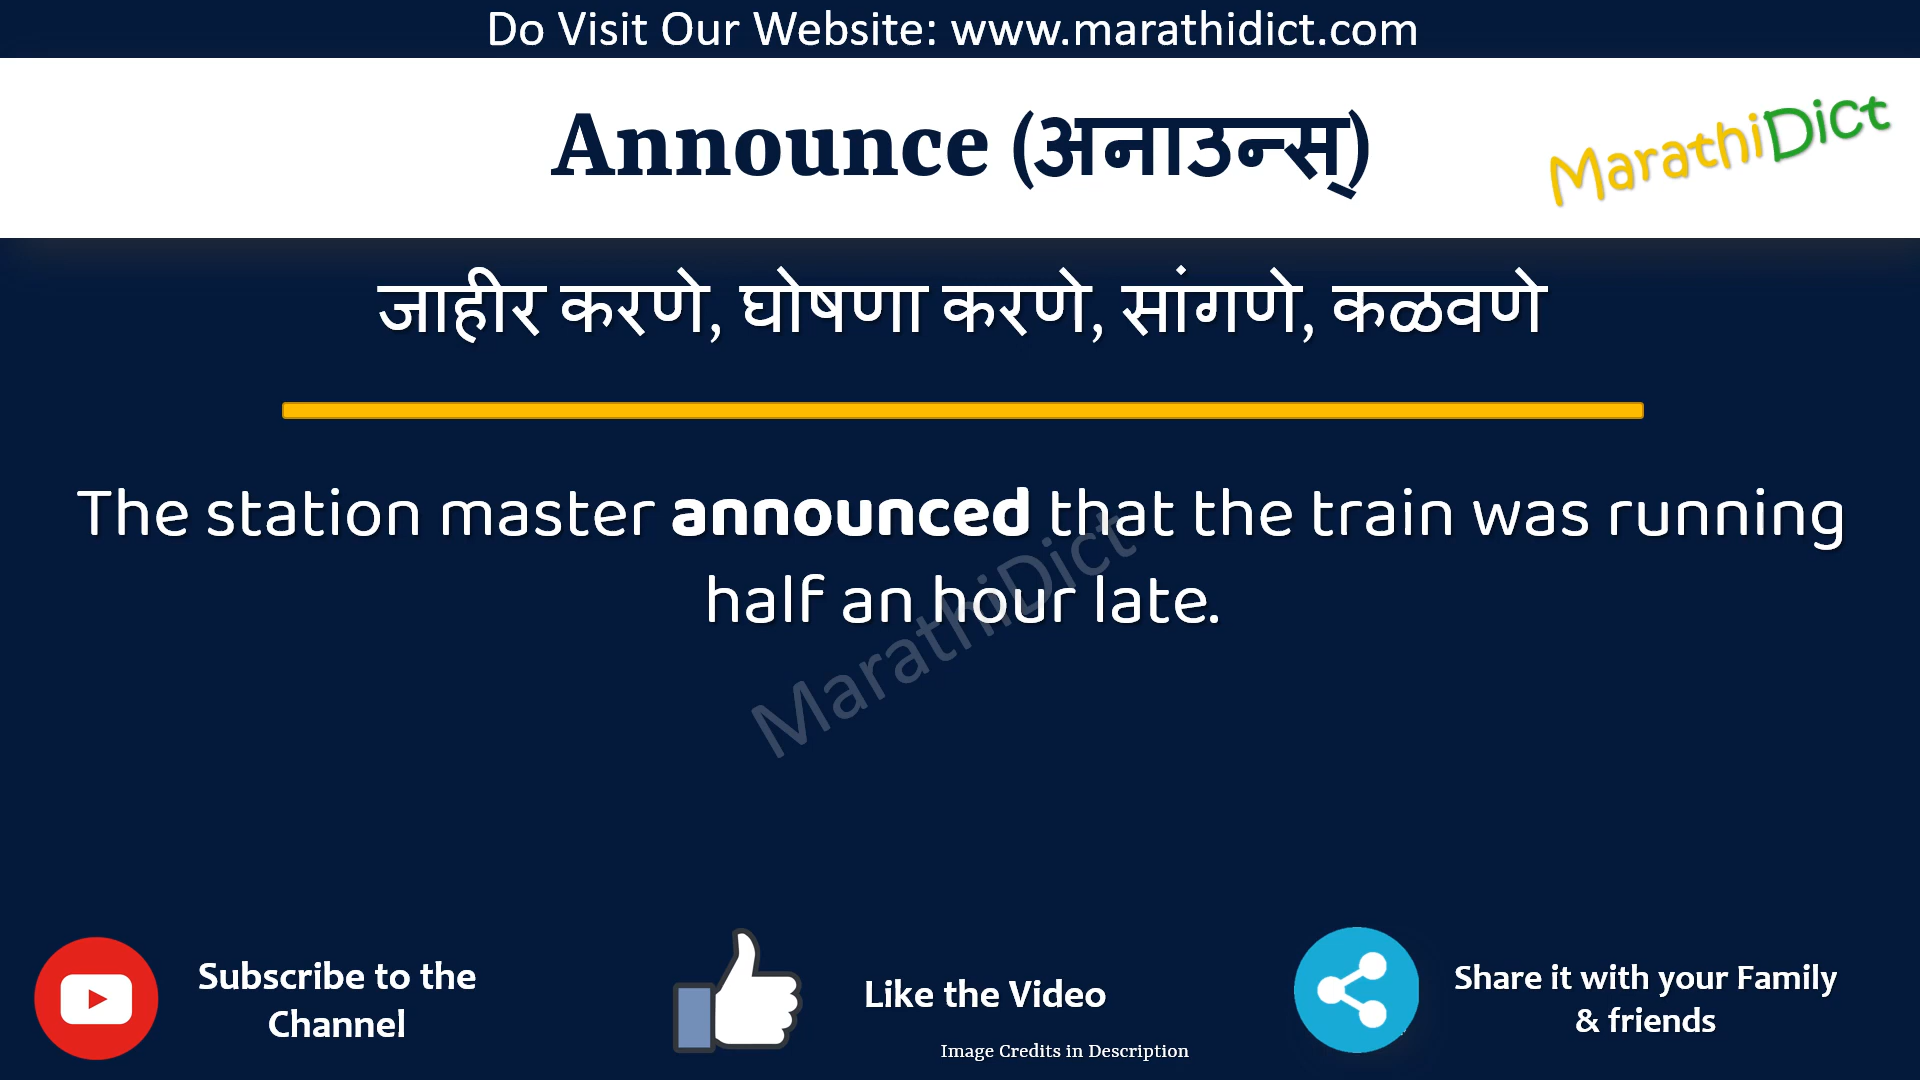 Do Visit Our Website: www.marathidict.com
Announce (अनाउन्स्)
MarathiDict
जाहीर करणे, घोषणा करणे, सांगणे, कळवणे
The station master announced that the train was running
half an hour late.
MarathiDict
Subscribe to the
Channel
Like the Video
Share it with your Family
& friends
Image Credits in Description